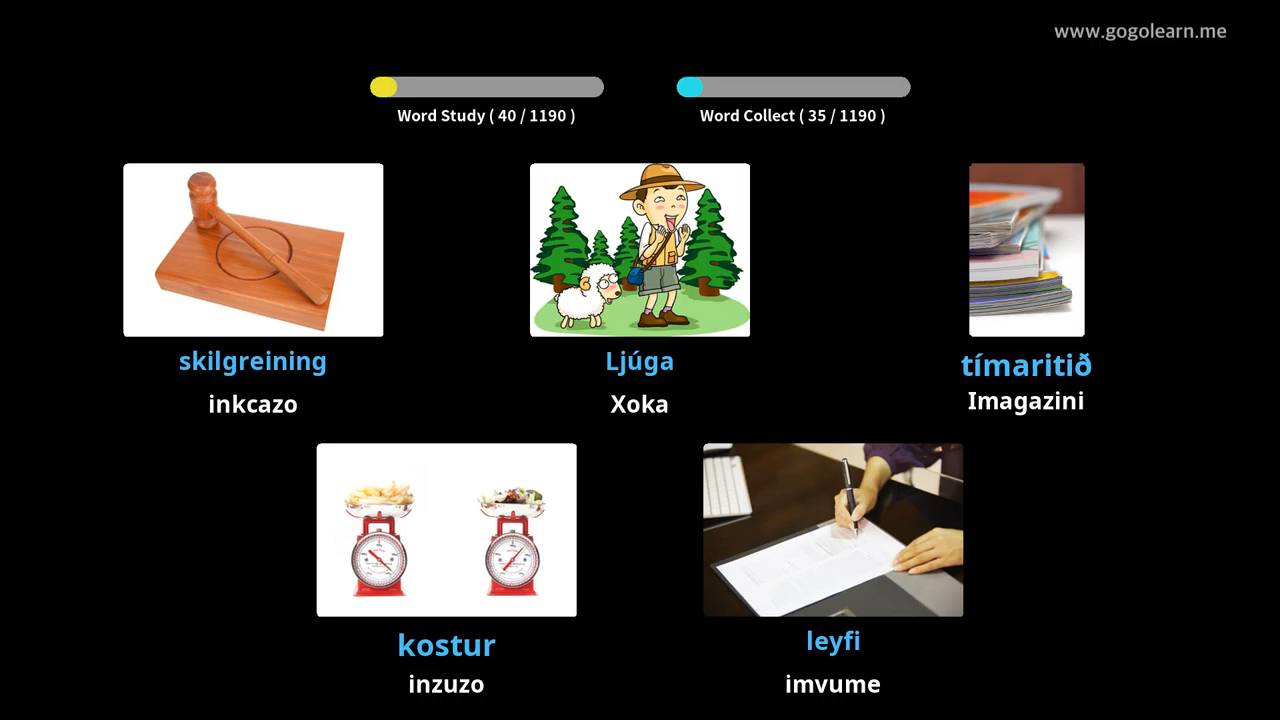 www.gogolearn.me
Word Study ( 40 / 1190 )
Word Collect ( 35 / 1190 )
skilgreining
inkcazo
Ljúga
Xoka
tímaritið
Imagazini
kostur
inzuzo
leyfi
imvume